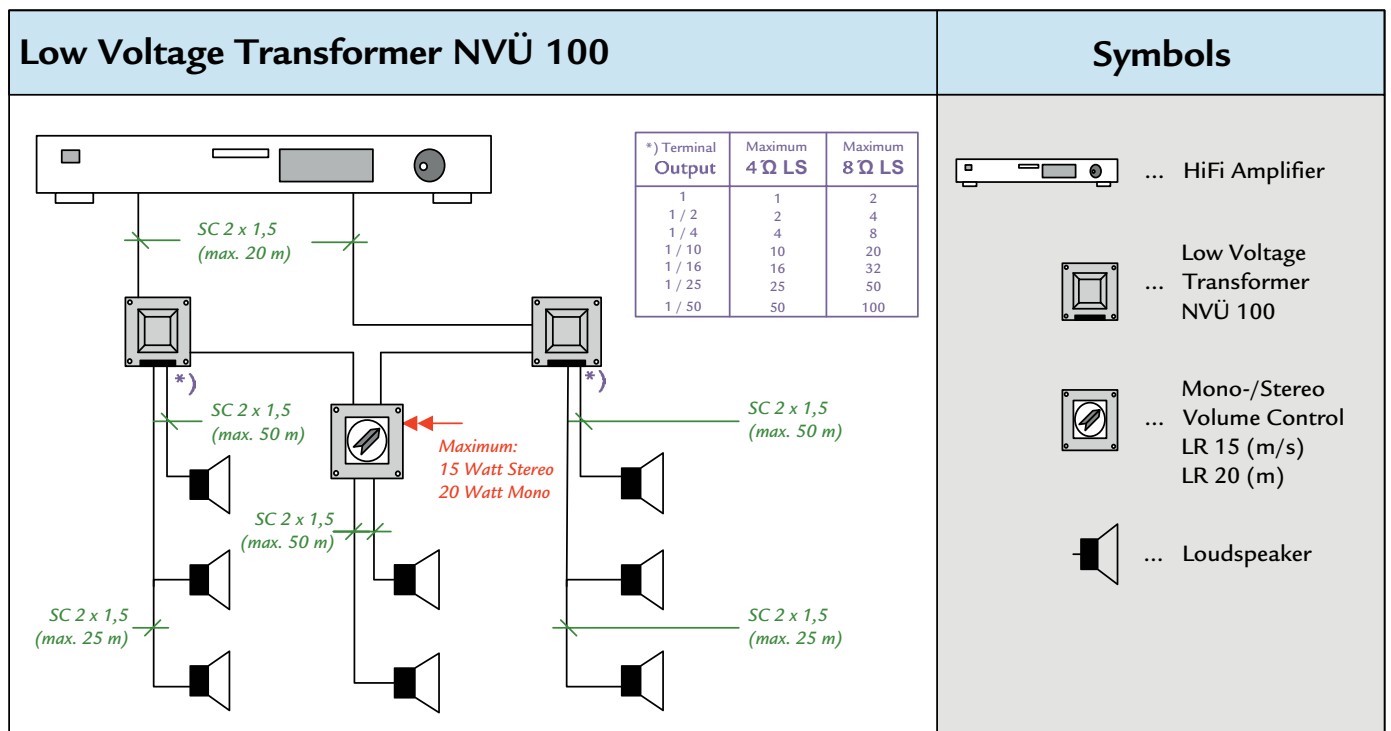 Low Voltage Transformer NVÜ 100
Symbols
*) Terminal Maximum Maximum
Output 4 Ω LS 8 Ω LS
1 1 2
1 / 2 2 4
1 / 4 4 8
1 / 10 10 20
1 / 16 16 32
1 / 25 25 50
1 / 50 50 100
SC 2 x 1,5
(max. 20 m)
*)
*)
SC 2 x 1,5
(max. 50 m)
SC 2 x 1,5
(max. 50 m)
Maximum:
15 Watt Stereo
20 Watt Mono
SC 2 x 1,5
(max. 50 m)
SC 2 x 1,5
(max. 25 m)
SC 2 x 1,5
(max. 25 m)
... HiFi Amplifier
Low Voltage
... Transformer
NVÜ 100
Mono-/Stereo
... Volume Control
LR 15 (m/s)
LR 20 (m)
... Loudspeaker